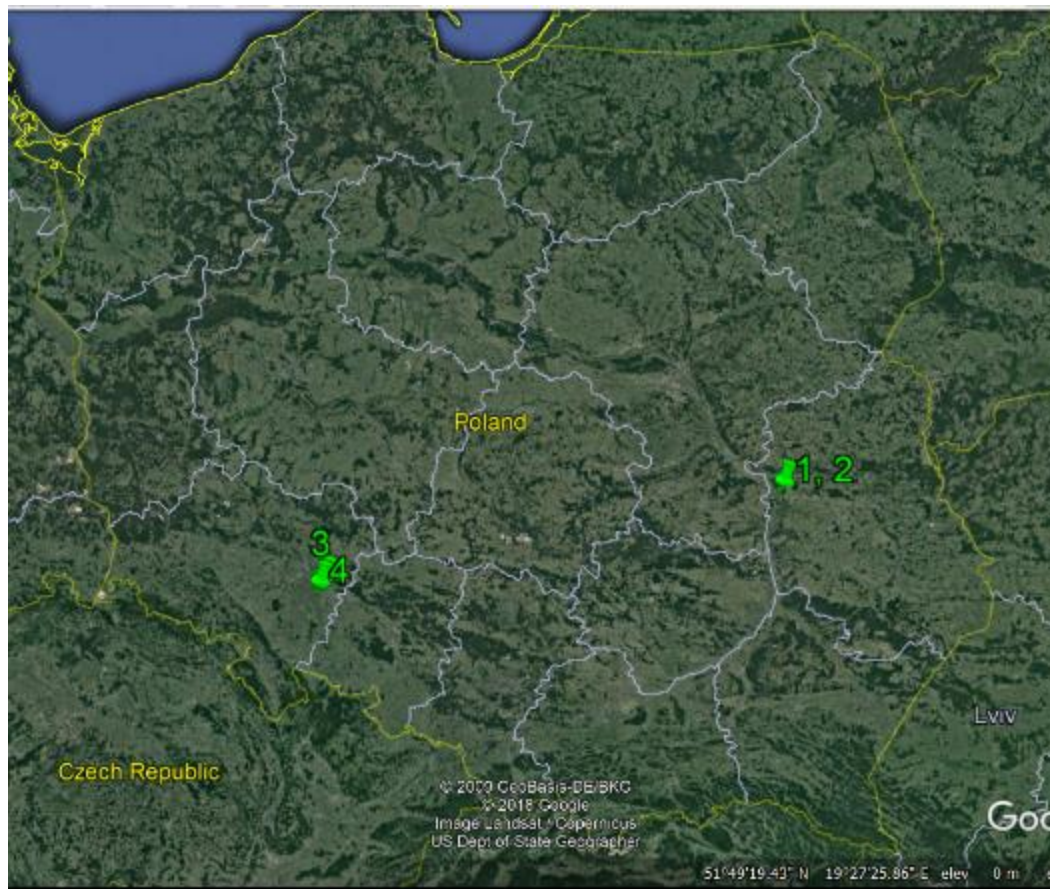 Poland
1, 2
3
4
Lviv
Czech Republic
© 2009 GeoBasis-DE/BKG
© 2018 Google
Image Landsat / Copernicus
US Dept of State Geographer
Goo
51°49'19.43" N 19°27'25.86" E elev 0 m